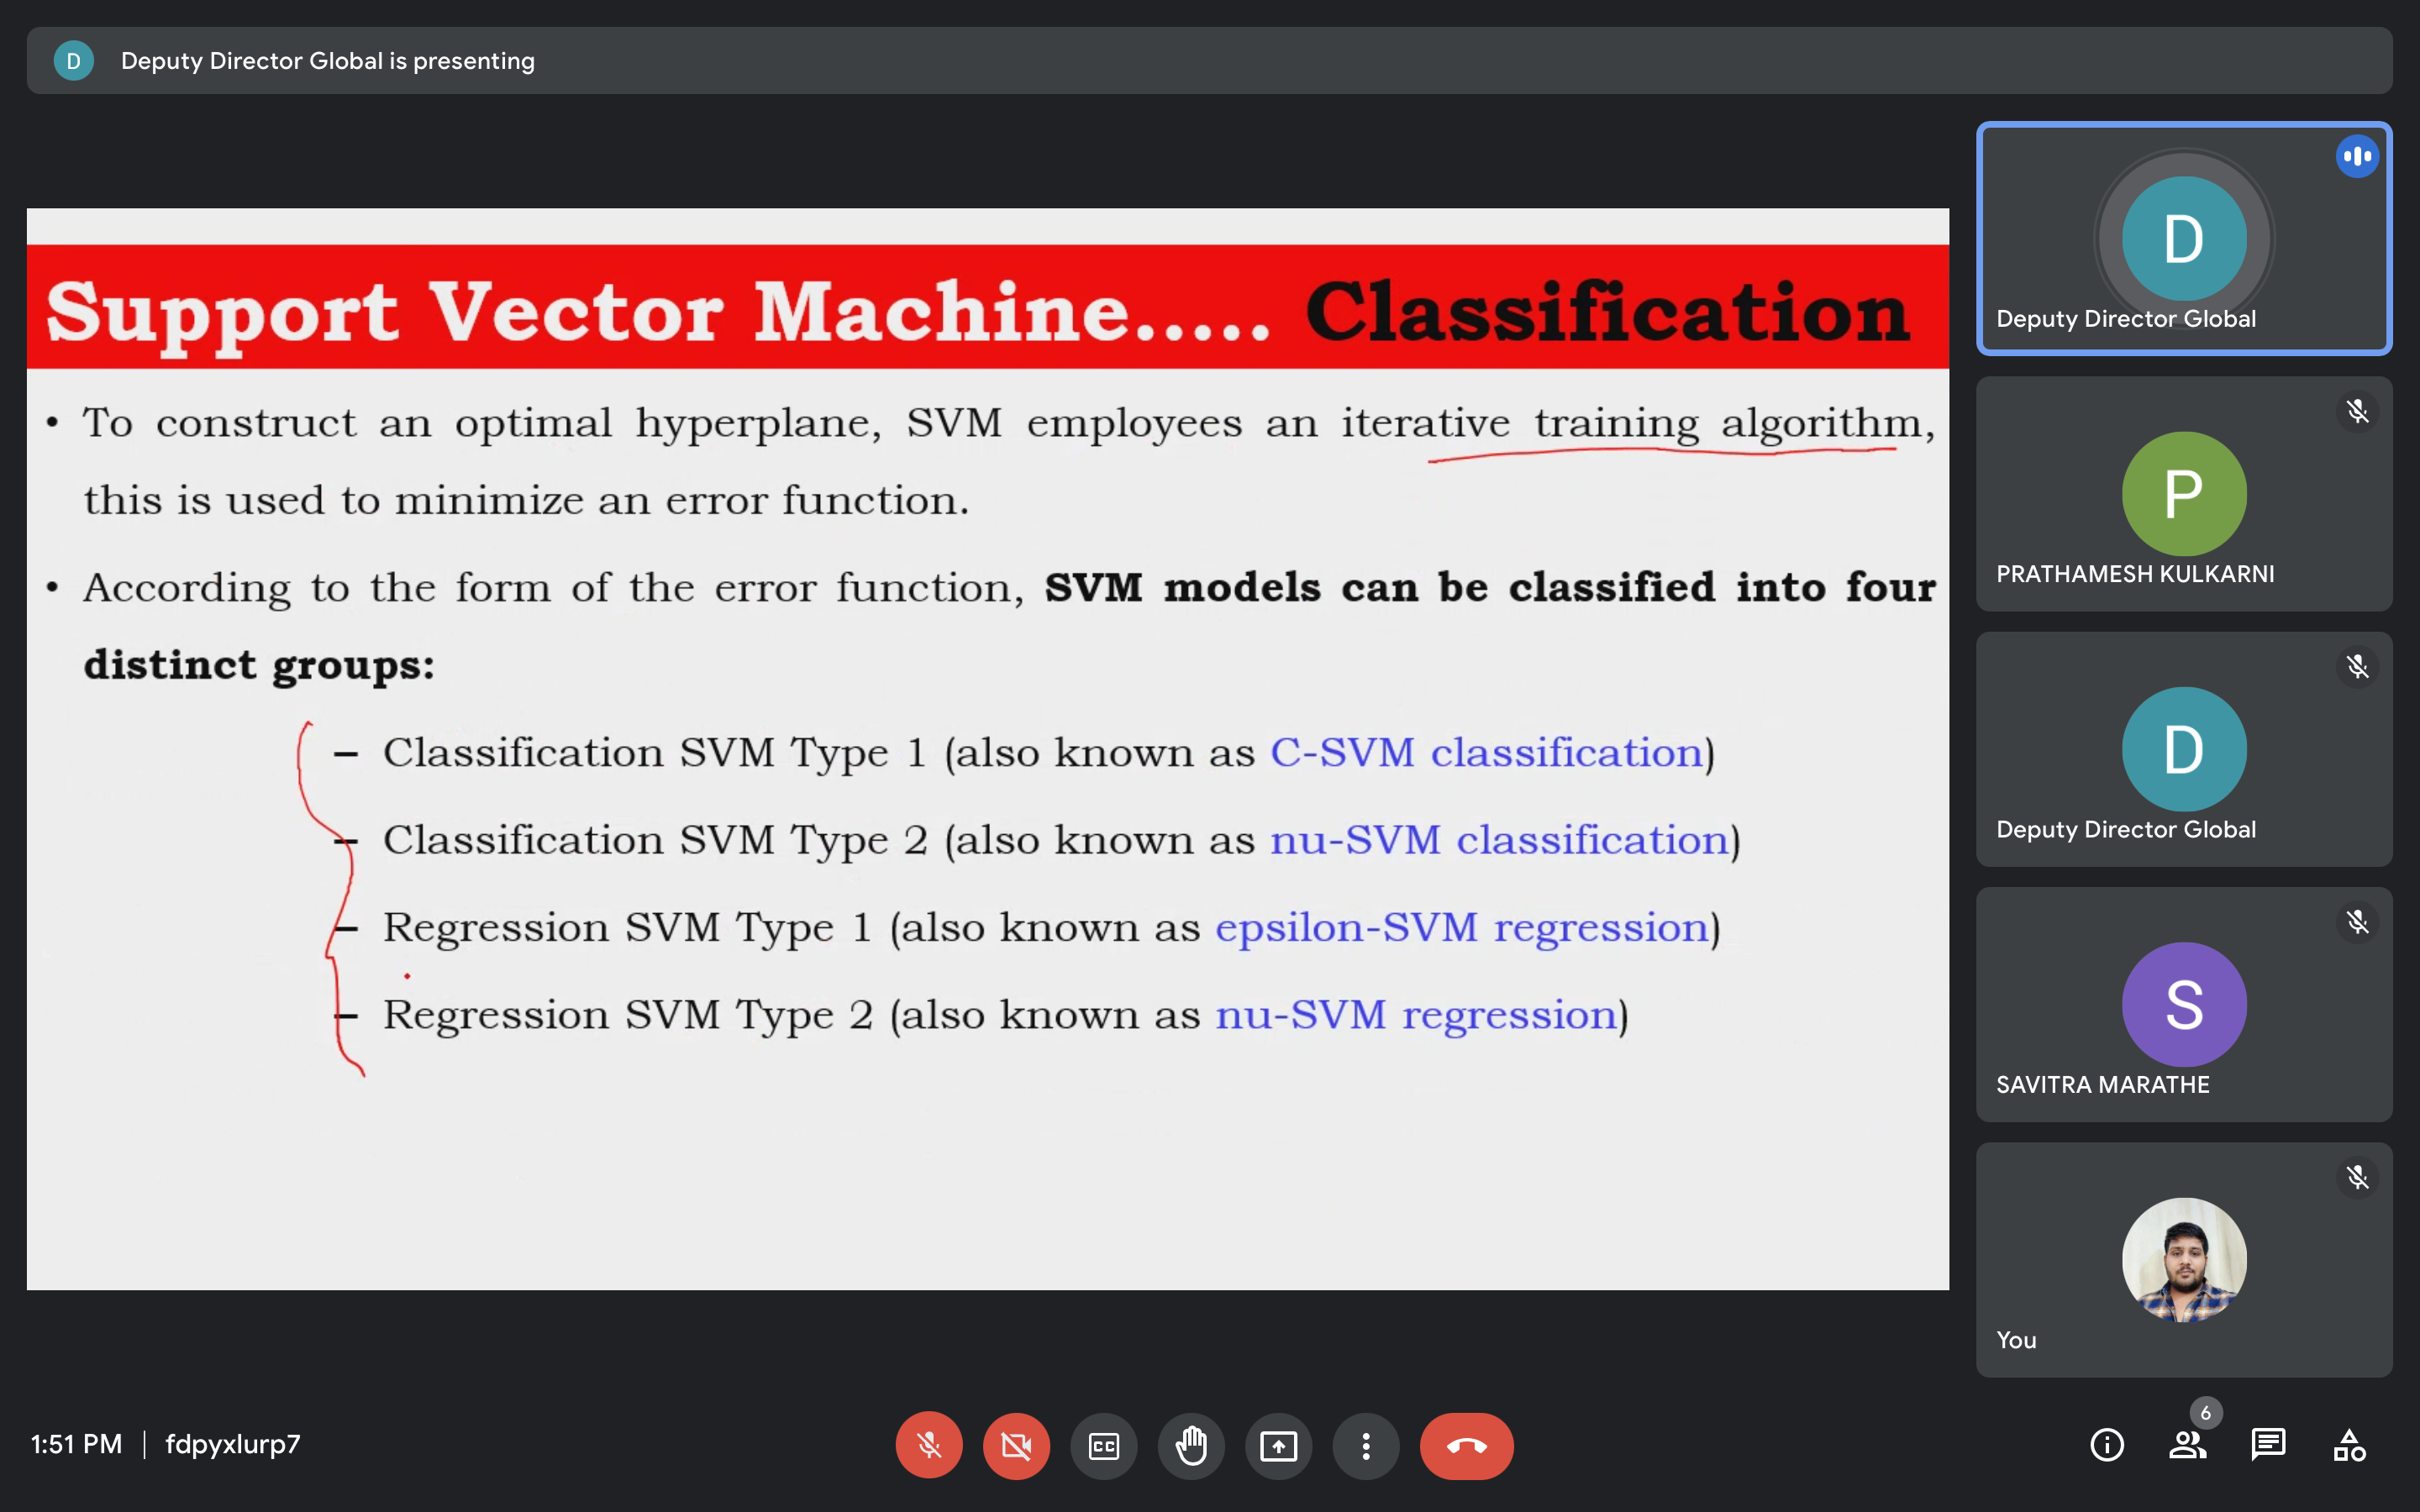 D Deputy Director Global is presenting
Support Vector Machine..... Classification
• To construct an optimal hyperplane, SVM employees an iterative training algorithm,
this is used to minimize an error function.
• According to the form of the error function, SVM models can be classified into four
distinct groups:
– Classification SVM Type 1 (also known as C-SVM classification)
– Classification SVM Type 2 (also known as nu-SVM classification)
– Regression SVM Type 1 (also known as epsilon-SVM regression)
– Regression SVM Type 2 (also known as nu-SVM regression)
D
Deputy Director Global
P
PRATHAMESH KULKARNI
D
Deputy Director Global
S
SAVITRA MARATHE
You
1:51 PM | fdpyxlurp7
CC
6